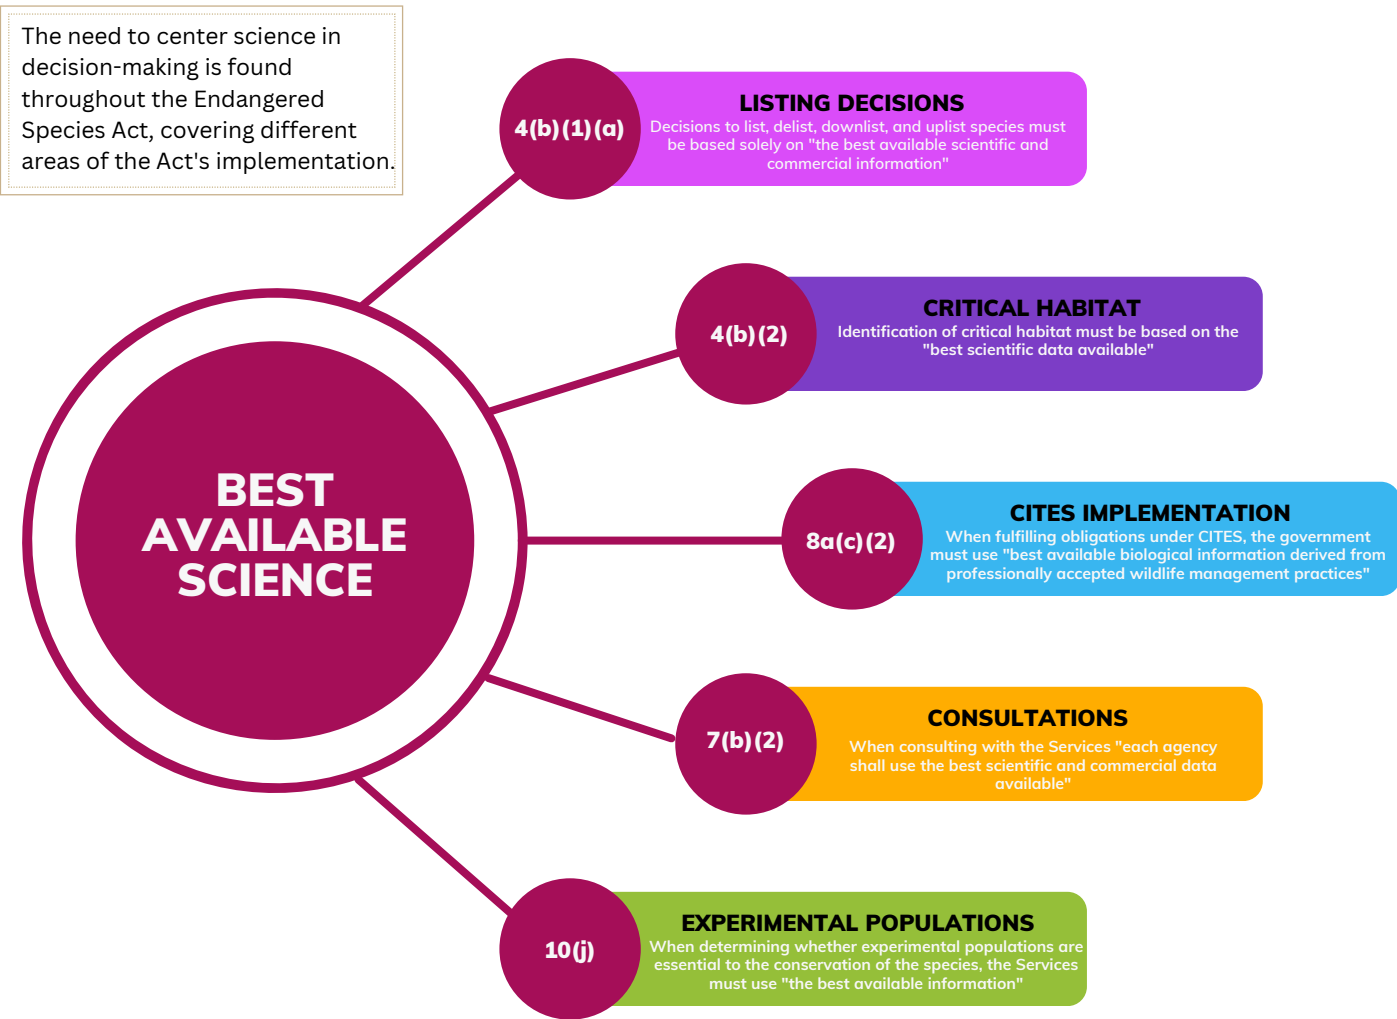 The need to center science in
decision-making is found
throughout the Endangered
Species Act, covering different
areas of the Act's implementation.
4(b)(1)(a)
LISTING DECISIONS
Decisions to list, delist, downlist, and uplist species must
be based solely on "the best available scientific and
commercial information"
4(b)(2)
CRITICAL HABITAT
Identification of critical habitat must be based on the
"best scientific data available"
BEST
AVAILABLE
SCIENCE
8a(c)(2)
CITES IMPLEMENTATION
When fulfilling obligations under CITES, the government
must use "best available biological information derived from
professionally accepted wildlife management practices"
7(b)(2)
CONSULTATIONS
When consulting with the Services "each agency
shall use the best scientific and commercial data
available"
10(j)
EXPERIMENTAL POPULATIONS
When determining whether experimental populations are
essential to the conservation of the species, the Services
must use "the best available information"